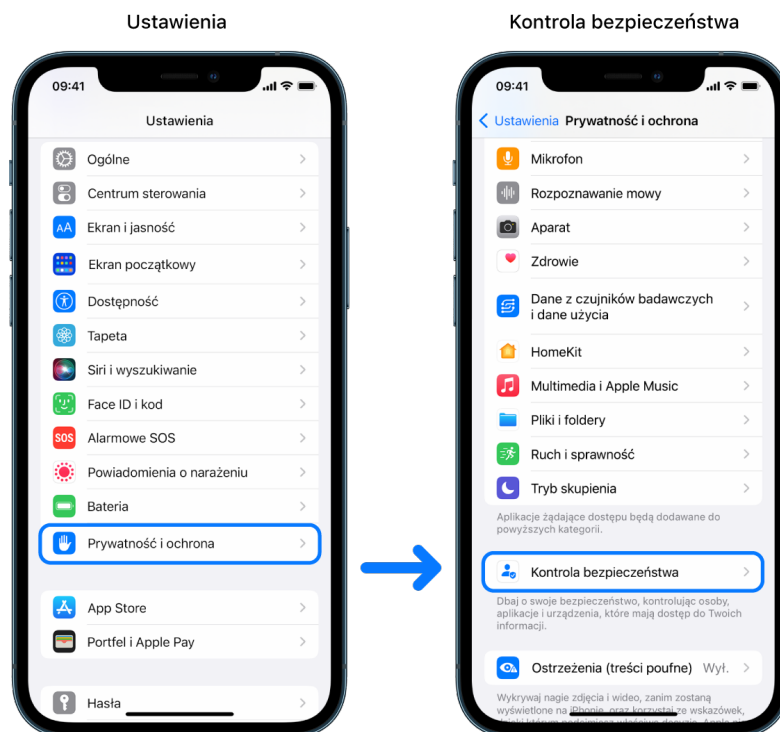 Ustawienia
09:41
Ustawienia
Ogólne
Centrum sterowania
AA
Ekran i jasność
Ekran początkowy
Dostępność
Tapeta
Siri i wyszukiwanie
Face ID i kod
SOS
Alarmowe SOS
Powiadomienia o narażeniu
Bateria
Prywatność i ochrona
App Store
Portfel i Apple Pay
Hasła
Kontrola bezpieczeństwa
09:41
Ustawienia Prywatność i ochrona
Mikrofon
Rozpoznawanie mowy
Aparat
Zdrowie
Dane z czujników badawczych
i dane użycia
HomeKit
Multimedia i Apple Music
Pliki i foldery
Ruch i sprawność
Tryb skupienia
Aplikacje żądające dostępu będą dodawane do
powyższych kategorii.
Kontrola bezpieczeństwa
Dbaj o swoje bezpieczeństwo, kontrolując osoby,
aplikacje i urządzenia, które mają dostęp do Twoich
informacji.
Ostrzeżenia (treści poufne) Wył.
Wykrywaj nagie zdjęcia i wideo, zanim zostaną
wyświetlone na iPhonie, oraz korzystaj ze wskazówek,